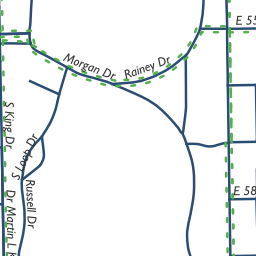 E 55
Morgan Dr
Rainey Dr
S King Dr
S Loop Dr
E 58
Russell Dr
Dr Martin L K